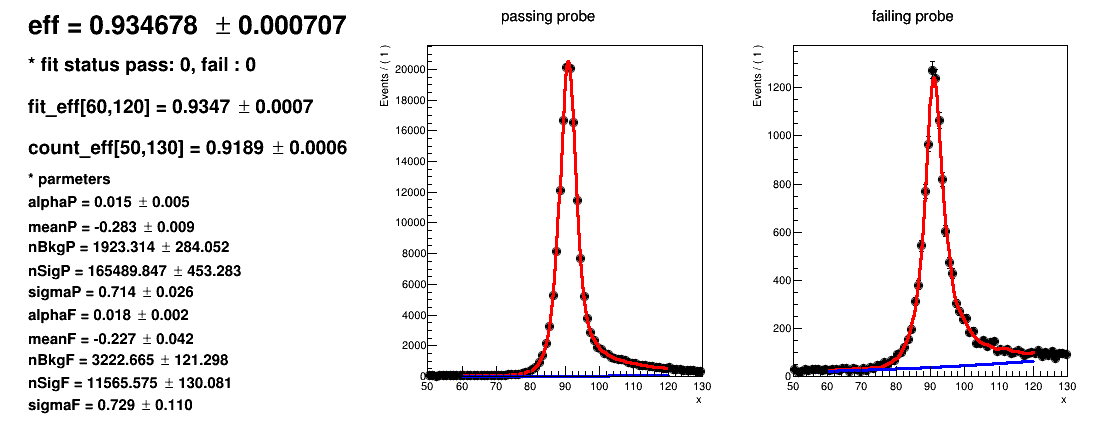 eff = 0.934678 ± 0.000707
* fit status pass: 0, fail : 0
fit_eff[60,120] = 0.9347 ± 0.0007
count_eff[50,130] = 0.9189 ± 0.0006
* parmeters
alphaP = 0.015 ± 0.005
meanP = -0.283 ± 0.009
nBkgP = 1923.314 ± 284.052
nSigP = 165489.847 ± 453.283
sigmaP = 0.714 ± 0.026
alphaF = 0.018 ± 0.002
meanF = -0.227 ± 0.042
nBkgF = 3222.665 ± 121.298
nSigF = 11565.575 ± 130.081
sigmaF = 0.729 ± 0.110
passing probe
Events / ( 1 )
20000
18000
16000
14000
12000
10000
8000
6000
4000
2000
0
50 60 70 80 90 100 110 120 130
x
failing probe
Events / ( 1 )
1200
1000
800
600
400
200
0
50 60 70 80 90 100 110 120 130
x